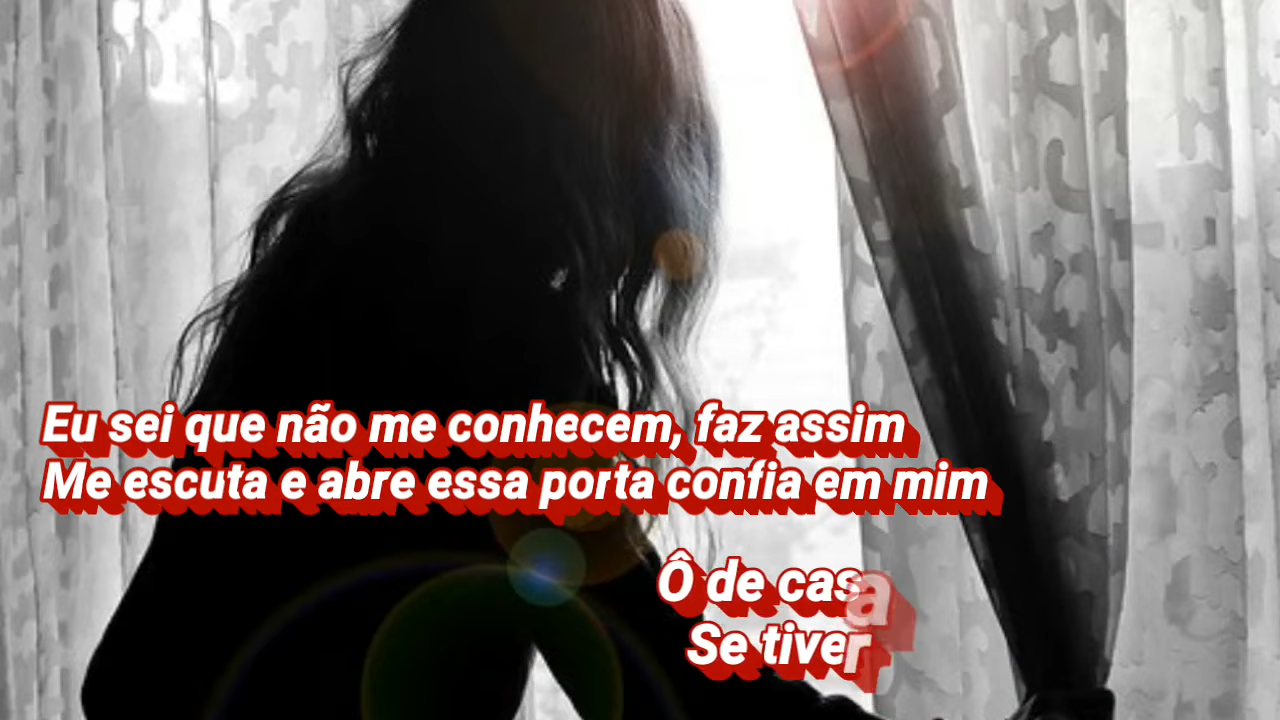 Eu sei que não me conhecem, faz assim
Me escuta e abre essa porta confia em mim
Ô de casa
Se tiver